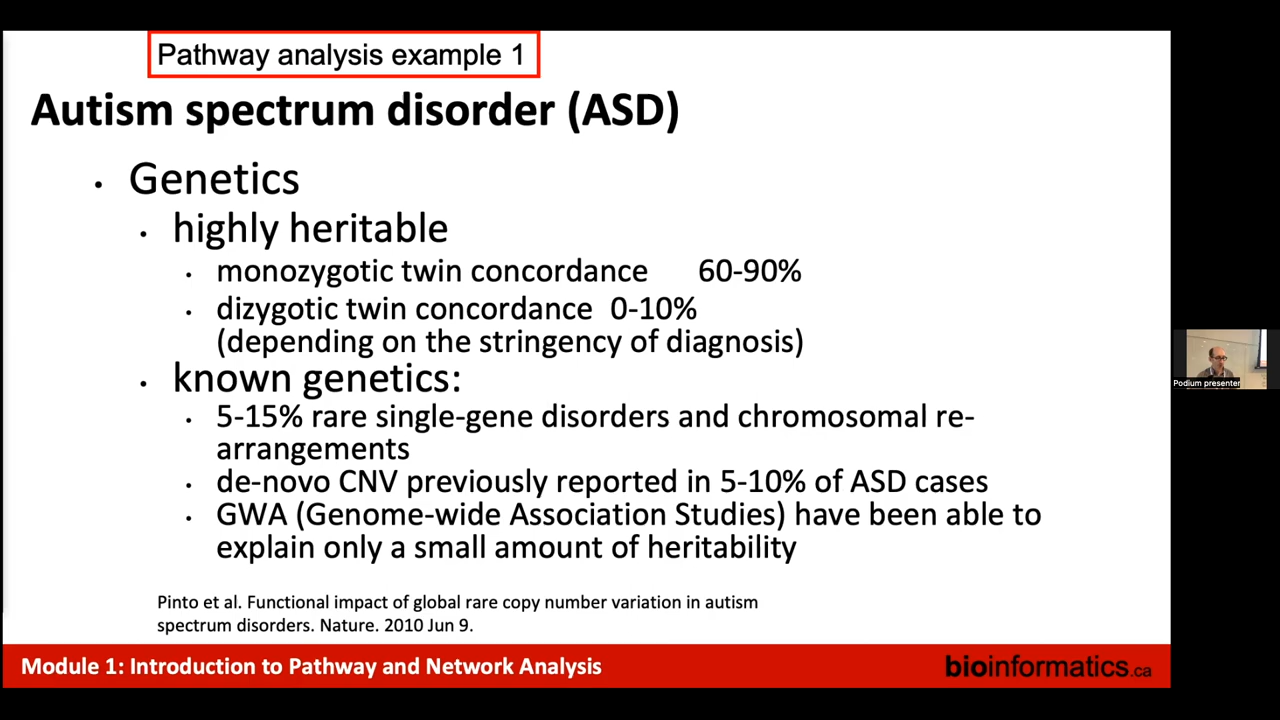 Pathway analysis example 1
Autism spectrum disorder (ASD)
• Genetics
• highly heritable
• monozygotic twin concordance 60-90%
• dizygotic twin concordance 0-10%
(depending on the stringency of diagnosis)
• known genetics:
• 5-15% rare single-gene disorders and chromosomal re-
arrangements
• de-novo CNV previously reported in 5-10% of ASD cases
• GWA (Genome-wide Association Studies) have been able to
explain only a small amount of heritability
Pinto et al. Functional impact of global rare copy number variation in autism
spectrum disorders. Nature. 2010 Jun 9.
Module 1: Introduction to Pathway and Network Analysis
bioinformatics.ca
Podium presenter